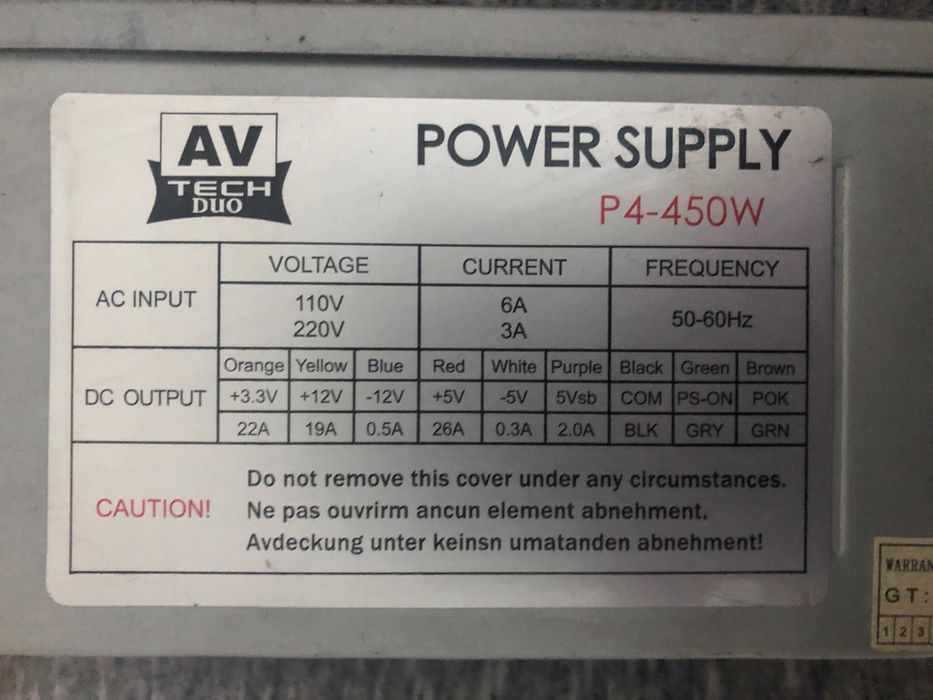 AV
TECH
DUO
POWER SUPPLY
P4-450W
AC INPUT VOLTAGE CURRENT FREQUENCY
110V 6A 50-60Hz
220V 3A
DC OUTPUT Orange Yellow Blue Red White Purple Black Green Brown
+3.3V +12V -12V +5V -5V 5Vsb COM PS-ON POK
22A 19A 0.5A 26A 0.3A 2.0A BLK GRY GRN
CAUTION!
Do not remove this cover under any circumstances.
Ne pas ouvrirm ancun element abnehment.
Avdeckung unter keinsn umatanden abnehment!
WARRAN
GT:
1 2 3